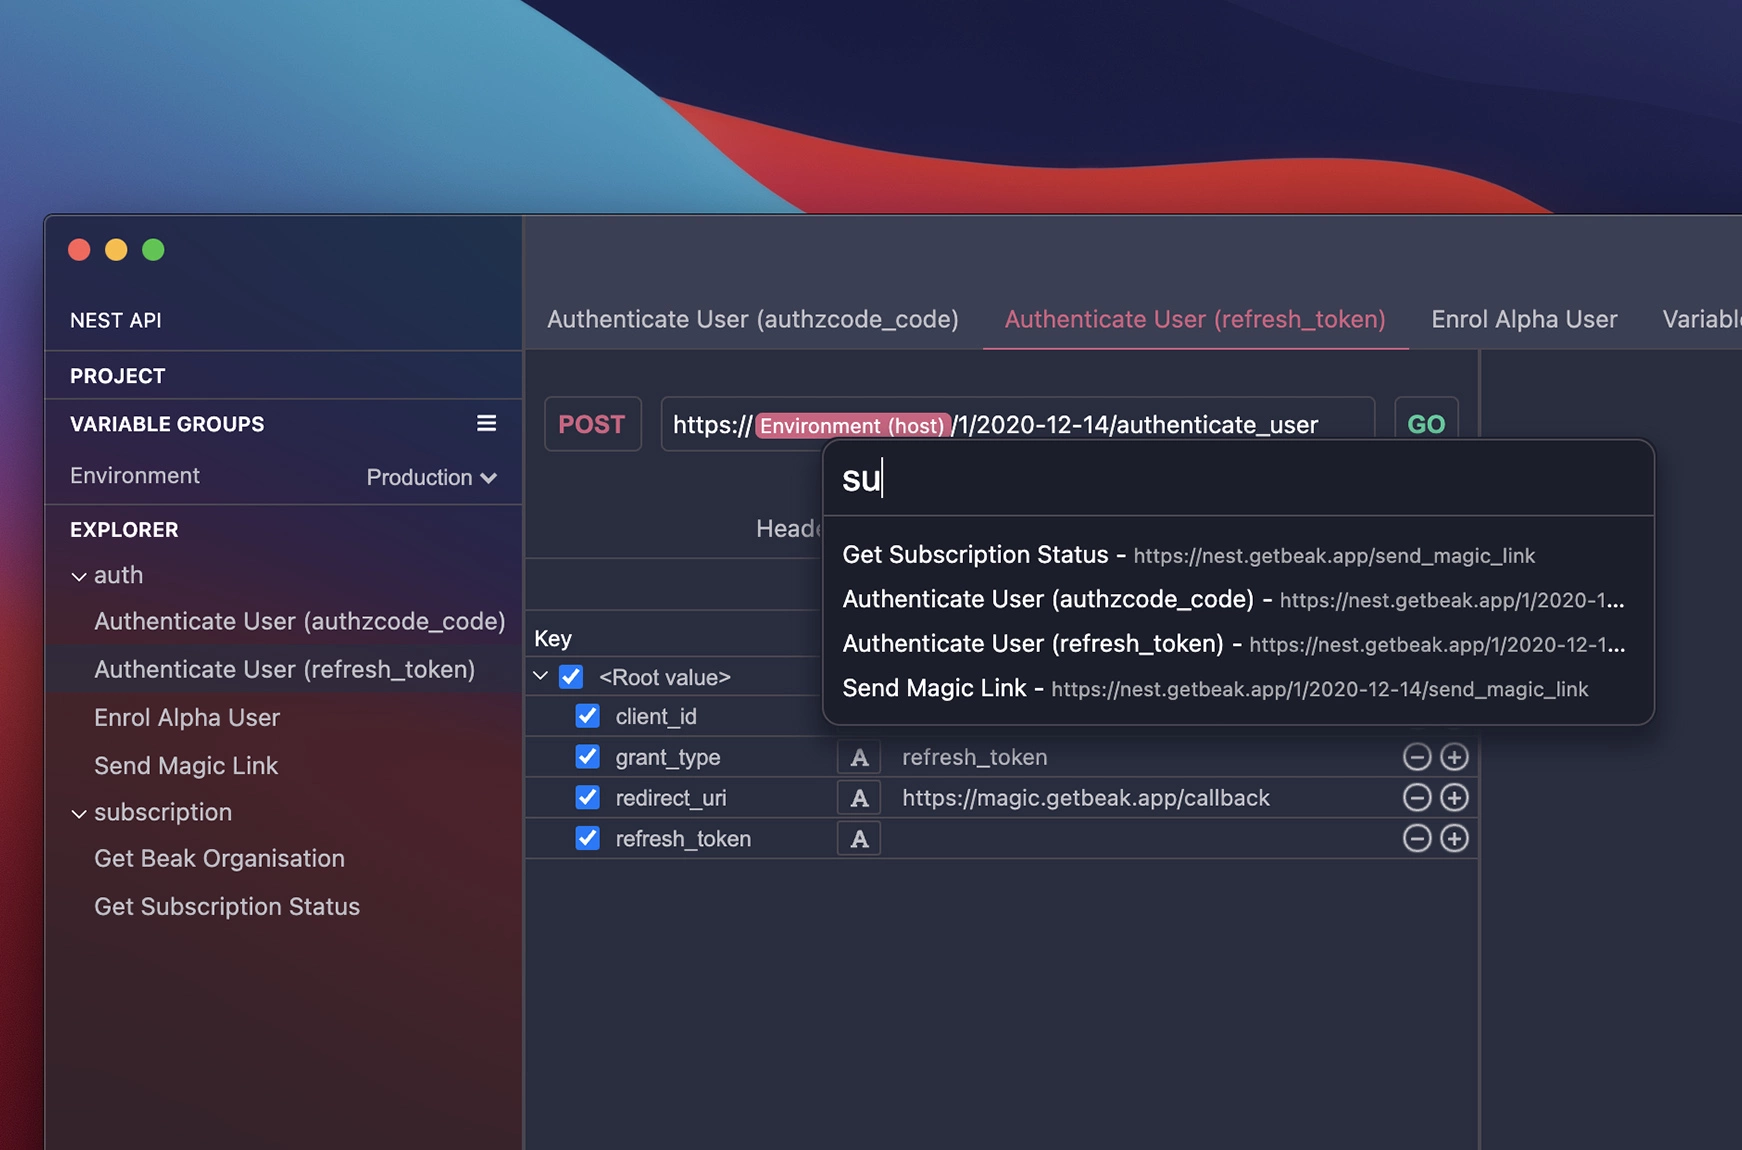 NEST API
PROJECT
VARIABLE GROUPS
Environment Production
EXPLORER
auth
Authenticate User (authzcode_code)
Authenticate User (refresh_token)
Enrol Alpha User
Send Magic Link
subscription
Get Beak Organisation
Get Subscription Status
Authenticate User (authzcode_code) Authenticate User (refresh_token) Enrol Alpha User
POST https:// Environment (host) /1/2020-12-14/authenticate_user GO
su
Get Subscription Status – https://nest.getbeak.app/send_magic_link
Authenticate User (authzcode_code) – https://nest.getbeak.app/1/2020-1...
Authenticate User (refresh_token) – https://nest.getbeak.app/1/2020-12-1...
Send Magic Link – https://nest.getbeak.app/1/2020-12-14/send_magic_link
Key
<Root value>
client_id
grant_type A refresh_token
redirect_uri A https://magic.getbeak.app/callback
refresh_token A